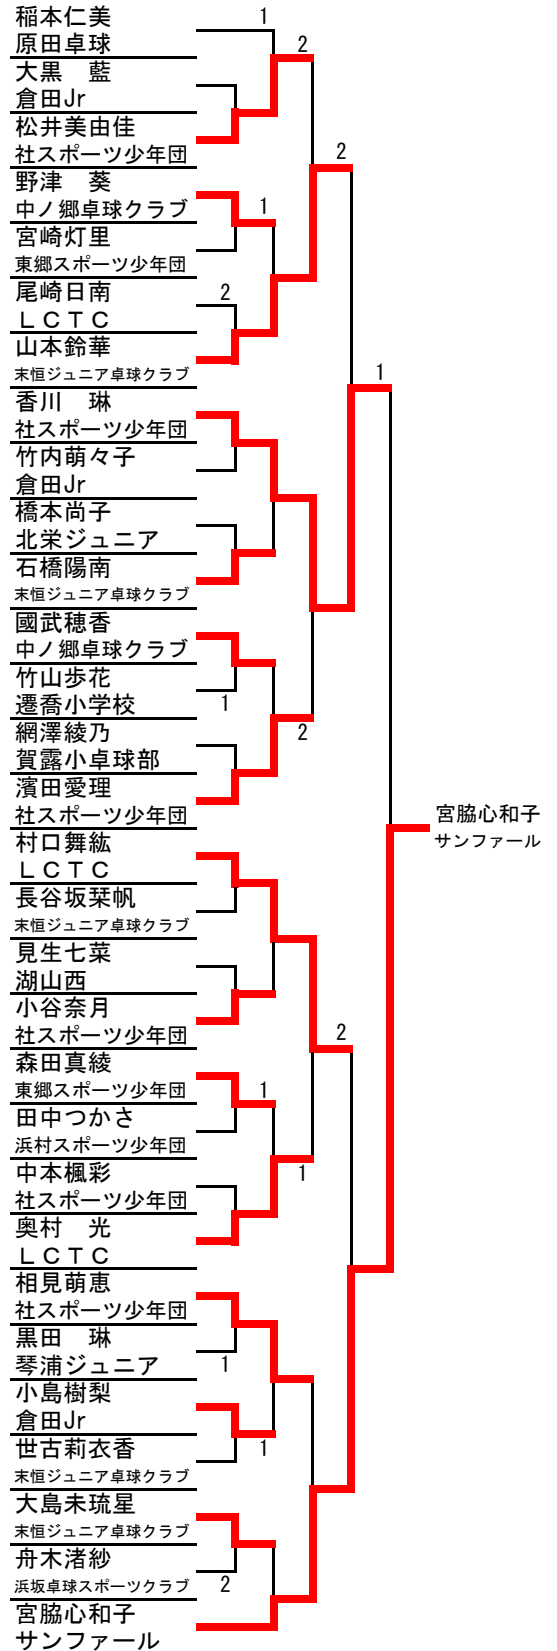 稲本仁美
原田卓球
大黒　藍
倉田Jr
松井美由佳
社スポーツ少年団
野津　葵
中ノ郷卓球クラブ
宮崎灯里
東郷スポーツ少年団
尾崎日南
ＬＣＴＣ
山本鈴華
末恒ジュニア卓球クラブ
香川　琳
社スポーツ少年団
竹内萌々子
倉田Jr
橋本尚子
北栄ジュニア
石橋陽南
末恒ジュニア卓球クラブ
國武穂香
中ノ郷卓球クラブ
竹山歩花
遷喬小学校
網澤綾乃
賀露小卓球部
濱田愛理
社スポーツ少年団
村口舞紘
ＬＣＴＣ
長谷坂栞帆
末恒ジュニア卓球クラブ
見生七菜
湖山西
小谷奈月
社スポーツ少年団
森田真綾
東郷スポーツ少年団
田中つかさ
浜村スポーツ少年団
中本楓彩
社スポーツ少年団
奥村　光
ＬＣＴＣ
相見萌恵
社スポーツ少年団
黒田　琳
琴浦ジュニア
小島樹梨
倉田Jr
世古莉衣香
末恒ジュニア卓球クラブ
大島未琉星
末恒ジュニア卓球クラブ
舟木渚紗
浜坂卓球スポーツクラブ
宮脇心和子
サンファール
1
2
2
1
2
1
1
2
2
1
1
1
1
2
宮脇心和子
サンファール